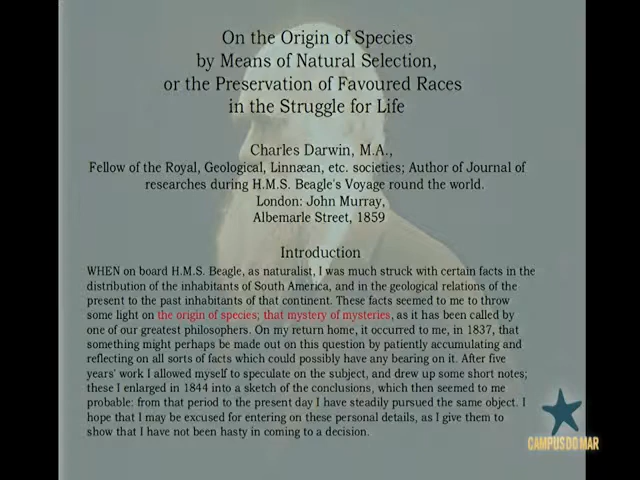 On the Origin of Species
by Means of Natural Selection,
or the Preservation of Favoured Races
in the Struggle for Life
Charles Darwin, M.A.,
Fellow of the Royal, Geological, Linnæan, etc. societies; Author of Journal of
researches during H.M.S. Beagle's Voyage round the world.
London: John Murray,
Albemarle Street, 1859
Introduction
WHEN on board H.M.S. Beagle, as naturalist, I was much struck with certain facts in the
distribution of the inhabitants of South America, and in the geological relations of the
present to the past inhabitants of that continent. These facts seemed to me to throw
some light on the origin of species; that mystery of mysteries, as it has been called by
one of our greatest philosophers. On my return home, it occurred to me, in 1837, that
something might perhaps be made out on this question by patiently accumulating and
reflecting on all sorts of facts which could possibly have any bearing on it. After five
years' work I allowed myself to speculate on the subject, and drew up some short notes;
these I enlarged in 1844 into a sketch of the conclusions, which then seemed to me
probable: from that period to the present day I have steadily pursued the same object. I
hope that I may be excused for entering on these personal details, as I give them to
show that I have not been hasty in coming to a decision.
CAMPUS DO MAR